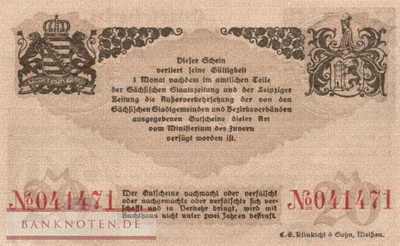 Dieser Schein
verliert seine Gültigkeit
1 Monat nachdem im amtlichen Teile
der Sächsischen Staatszeitung und der Leipziger
Zeitung die Außerverkehrsetzung der von den
Sächsischen Stadtgemeinden und Bezirksverbänden
ausgegebenen Gutscheine dieser Art
vom Ministerium des Innern
verfügt worden ist.
№041471
Wer Gutscheine nachmacht oder verfälscht
oder nachgemachte oder verfälschte sich ver-
schafft und in Verkehr bringt, wird mit
Zuchthaus nicht unter zwei Jahren bestraft.
№041471
BANKNOTEN.DE
C. E. Klinkicht & Sohn, Meißen.